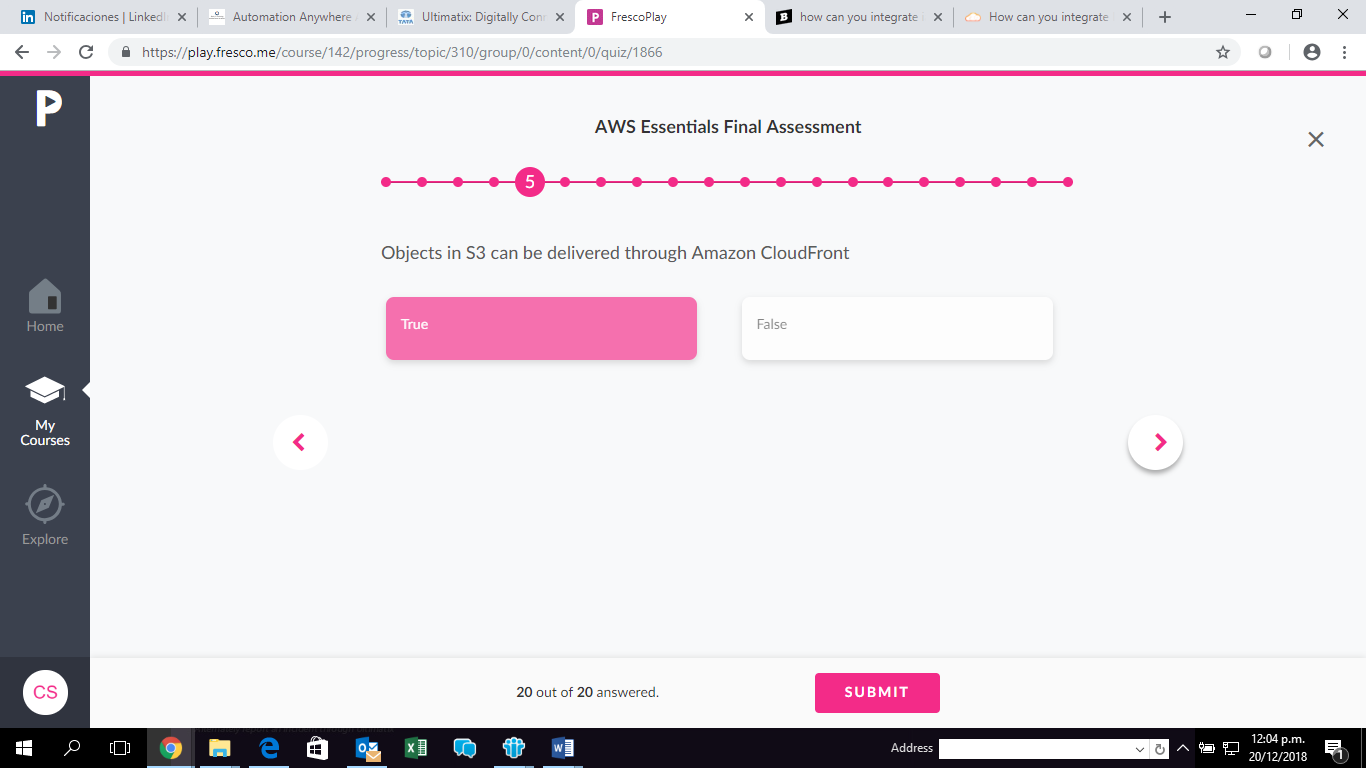 Notificaciones | LinkedI
Automation Anywhere
Ultimatix: Digitally Conn
FrescoPlay
how can you integrate
How can you integrate
https://play.fresco.me/course/142/progress/topic/310/group/0/content/0/quiz/1866
P
AWS Essentials Final Assessment
5
Objects in S3 can be delivered through Amazon CloudFront
True
False
Home
My
Courses
Explore
CS
20 out of 20 answered.
SUBMIT
Address
12:04 p.m.
20/12/2018
1